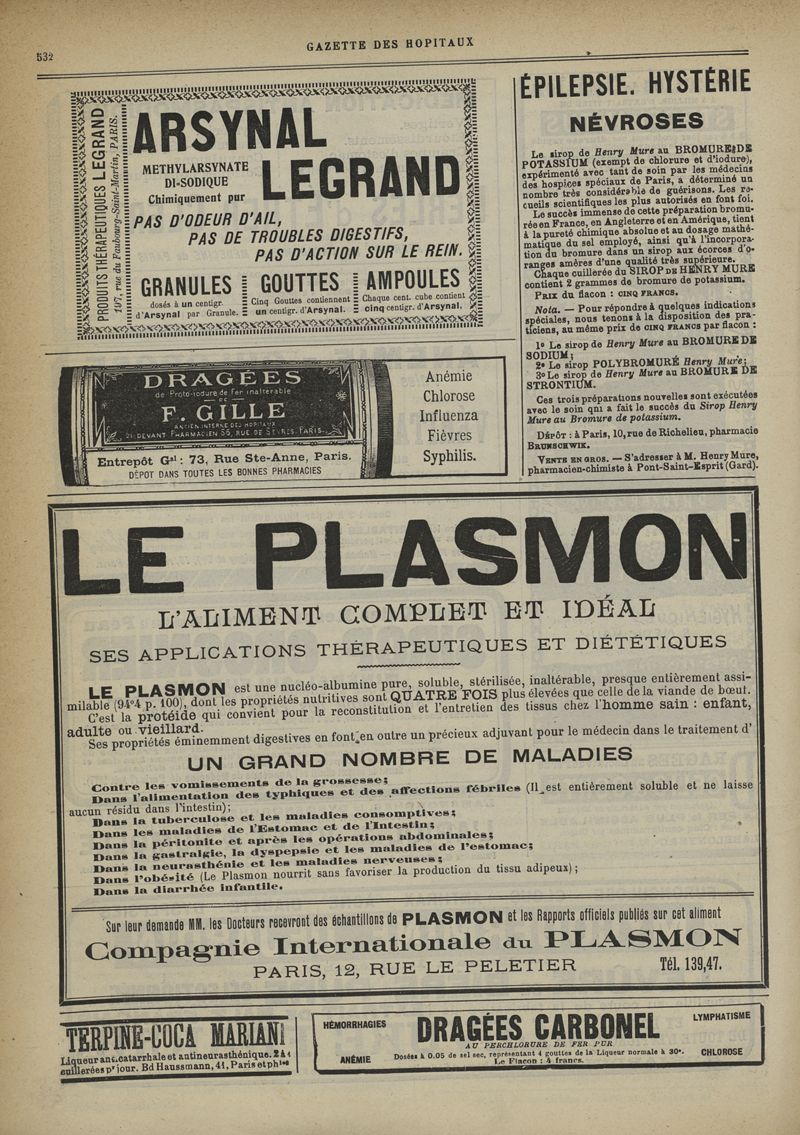 532
GAZETTE DES HOPITAUX
PRODUITS THÉRAPEUTIQUES LEGRAND
107, rue du Faubourg-Saint-Martin, PARIS.
ARSYNAL
METHYLARSYNATE
DI-SODIQUE
Chimiquement pur
LEGRAND
PAS D'ODEUR D'AIL,
PAS DE TROUBLES DIGESTIFS,
PAS D'ACTION SUR LE REIN.
GRANULES
dosés à un centigr.
d'Arsynal par Granule.
GOUTTES
Cinq Gouttes contiennent
un centigr. d'Arsynal.
AMPOULES
Chaque cent. cube contient
cinq centigr. d'Arsynal.
DRAGÉES
de Proto-iodure de fer inaltérable
DE
F. GILLE
ANCIEN INTERNE DES HOPITAUX
PHARMACIEN 55, RUE DE SEVRES. PARIS
Entrepôt Gal : 73, Rue Ste-Anne, Paris.
DÉPOT DANS TOUTES LES BONNES PHARMACIES
Anémie
Chlorose
Influenza
Fièvres
Syphilis.
ÉPILEPSIE. HYSTÉRIE
NÉVROSES
Le sirop de Henry Mure au BROMURE DE
POTASSIUM (exempt de chlorure et d'iodure),
expérimenté avec tant de soin par les médecins
des hospices spéciaux de Paris, a déterminé un
nombre très considérable de guérisons. Les re-
cueils scientifiques les plus autorisés en font foi.
Le succès immense de cette préparation bromu-
rée en France, en Angleterre et en Amérique, tient
à la pureté chimique absolue et au dosage mathé-
matique du sel employé, ainsi qu'à l'incorpora-
tion du bromure dans un sirop aux écorces d'o-
ranges amères d'une qualité très supérieure.
Chaque cuillerée du SIROP DE HENRY MURE
contient 2 grammes de bromure de potassium.
PRIX du flacon : CINQ FRANCS.
Nota. — Pour répondre à quelques indications
spéciales, nous tenons à la disposition des pra-
ticiens, au même prix de CINQ FRANCS par flacon :
1º Le sirop de Henry Mure au BROMURE DE
SODIUM;
2º Le sirop POLYBROMURÉ Henry Mure;
3º Le sirop de Henry Mure au BROMURE DE
STRONTIUM.
Ces trois préparations nouvelles sont exécutées
avec le soin qui a fait le succès du Sirop Henry
Mure au Bromure de potassium.
DÉPÔT : à Paris, 10, rue de Richelieu, pharmacie
BRUNSCHWIK.
VENTE EN GROS. — S'adresser à M. Henry Mure,
pharmacien-chimiste à Pont-Saint-Esprit (Gard).
LE PLASMON
L'ALIMENT COMPLET ET IDÉAL
SES APPLICATIONS THÉRAPEUTIQUES ET DIÉTÉTIQUES
LE PLASMON est une nucléo-albumine pure, soluble, stérilisée, inaltérable, presque entièrement assi-
milable (94º4 p. 100), dont les propriétés nutritives sont QUATRE FOIS plus élevées que celle de la viande de bœuf.
C'est la protéide qui convient pour la reconstitution et l'entretien des tissus chez l'homme sain : enfant,
adulte ou vieillard.
Ses propriétés éminemment digestives en font en outre un précieux adjuvant pour le médecin dans le traitement d'
UN GRAND NOMBRE DE MALADIES
Contre les vomissements de la grossesse;
Dans l'alimentation des typhiques et des affections fébriles (Il est entièrement soluble et ne laisse
aucun résidu dans l'intestin);
Dans la tuberculose et les maladies consomptives;
Dans les maladies de l'Estomac et de l'Intestin;
Dans la péritonite et après les opérations abdominales;
Dans la gastralgie, la dyspepsie et les maladies de l'estomac;
Dans la neurasthénie et les maladies nerveuses;
Dans l'obésité (Le Plasmon nourrit sans favoriser la production du tissu adipeux);
Dans la diarrhée infantile.
Sur leur demande MM. les Docteurs recevront des échantillons de PLASMON et les Rapports officiels publiés sur cet aliment
Compagnie Internationale du PLASMON
PARIS, 12, RUE LE PELETIER Tél. 139,47.
TERPINE-COCA MARIANI
Liqueur anticatarrhale et antineurasthénique. 2 à 4
cuillerées pr jour. Bd Haussmann, 41, Paris et phies
HÉMORRHAGIES
ANÉMIE
DRAGÉES CARBONEL
AU PERCHLORURE DE FER PUR
Dosées à 0.05 de sel sec, représentant 4 gouttes de la Liqueur normale à 30º.
Le Flacon : 4 francs.
LYMPHATISME
CHLOROSE